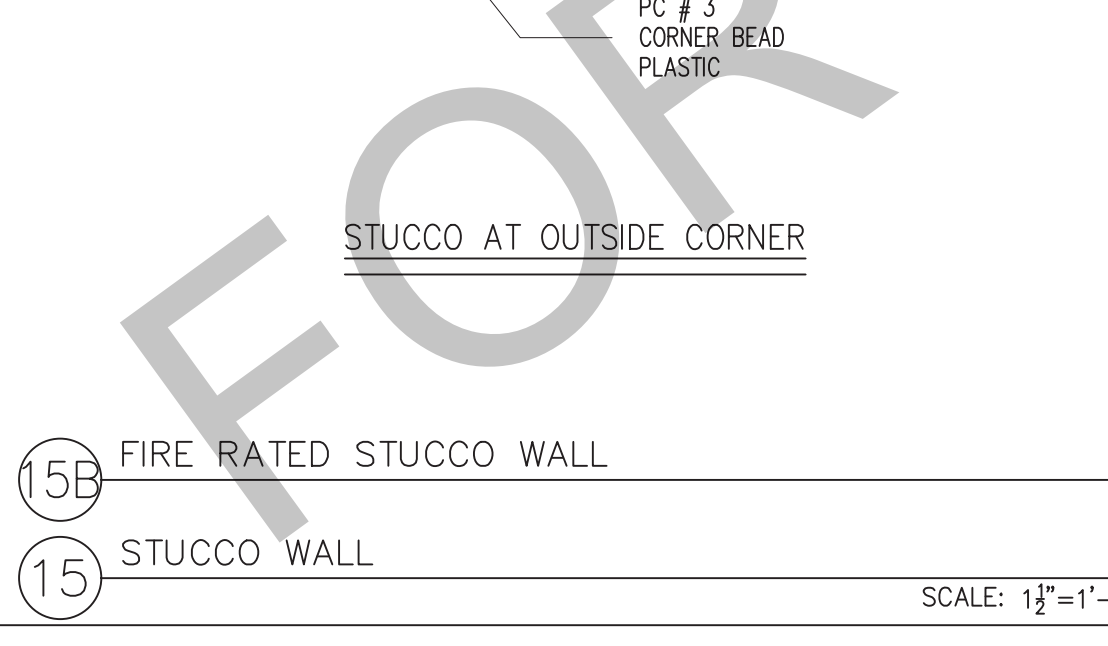 PC # 3
CORNER BEAD
PLASTIC
FOR
STUCCO AT OUTSIDE CORNER
15B FIRE RATED STUCCO WALL
15 STUCCO WALL
SCALE: 1½"=1'-